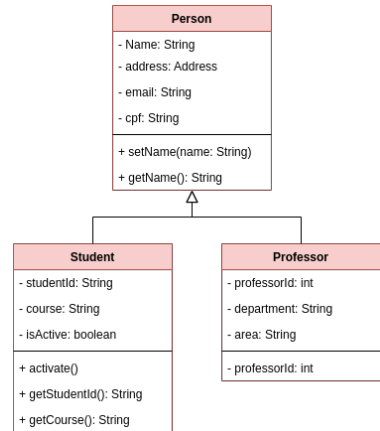 Person
- Name: String
- address: Address
- email: String
- cpf: String
+ setName(name: String)
+ getName(): String
Student
- studentId: String
- course: String
- isActive: boolean
+ activate()
+ getStudentId(): String
+ getCourse(): String
Professor
- professorId: int
- department: String
- area: String
- professorId: int